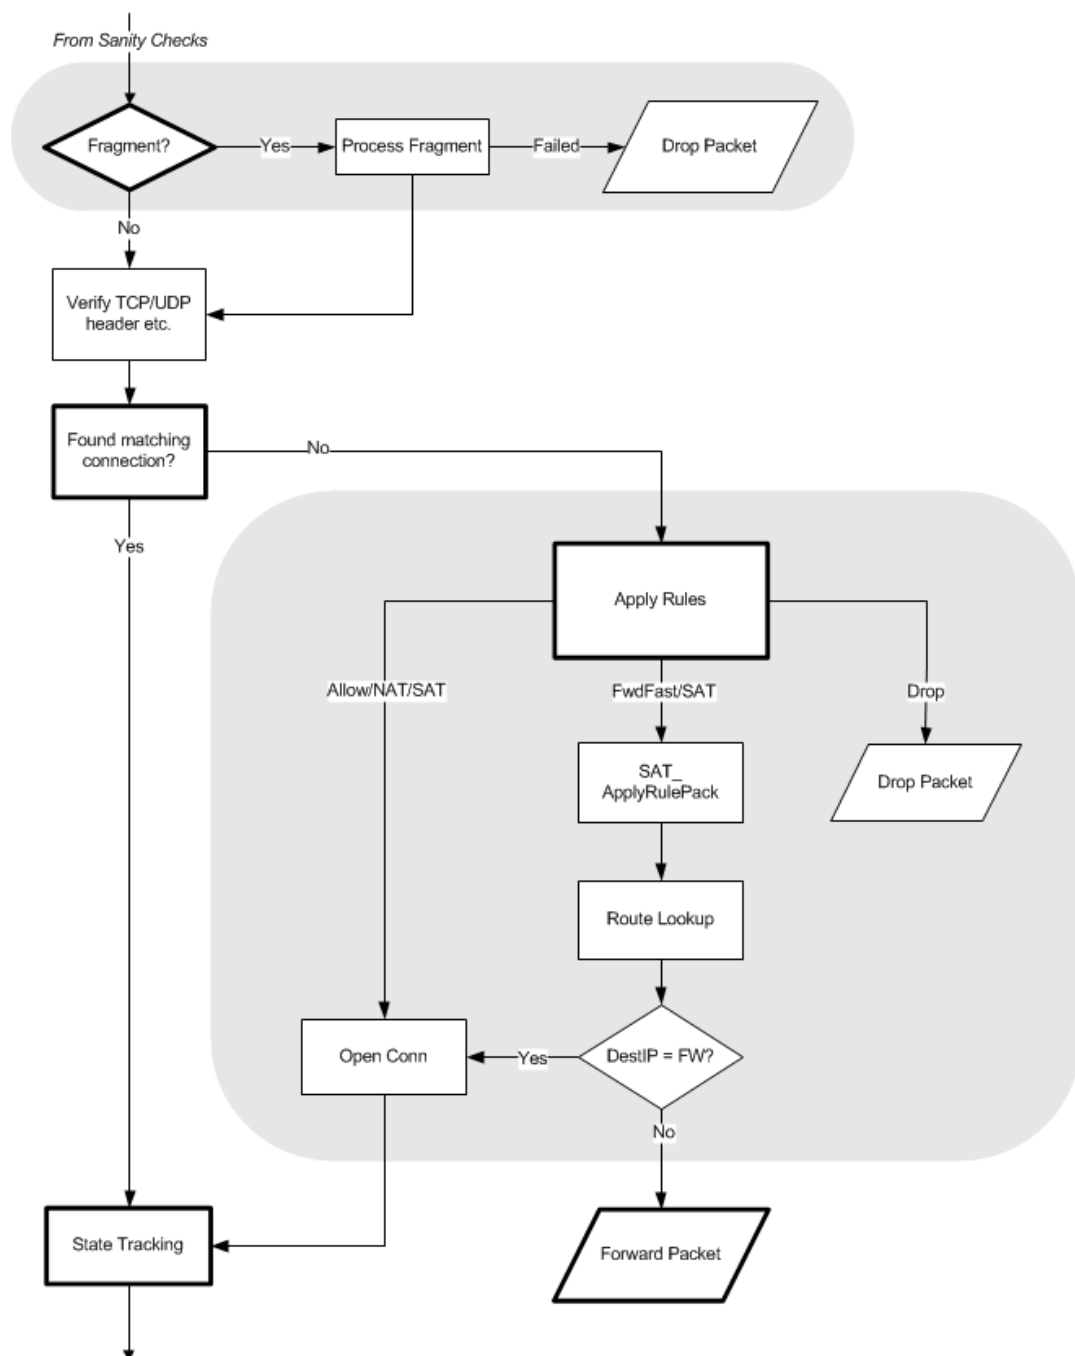 From Sanity Checks
Fragment?
Yes
Process Fragment
Failed
Drop Packet
No
Verify TCP/UDP
header etc.
Found matching
connection?
No
Yes
Apply Rules
Allow/NAT/SAT
FwdFast/SAT
Drop
SAT_
ApplyRulePack
Drop Packet
Route Lookup
Open Conn
Yes
DestIP = FW?
No
State Tracking
Forward Packet